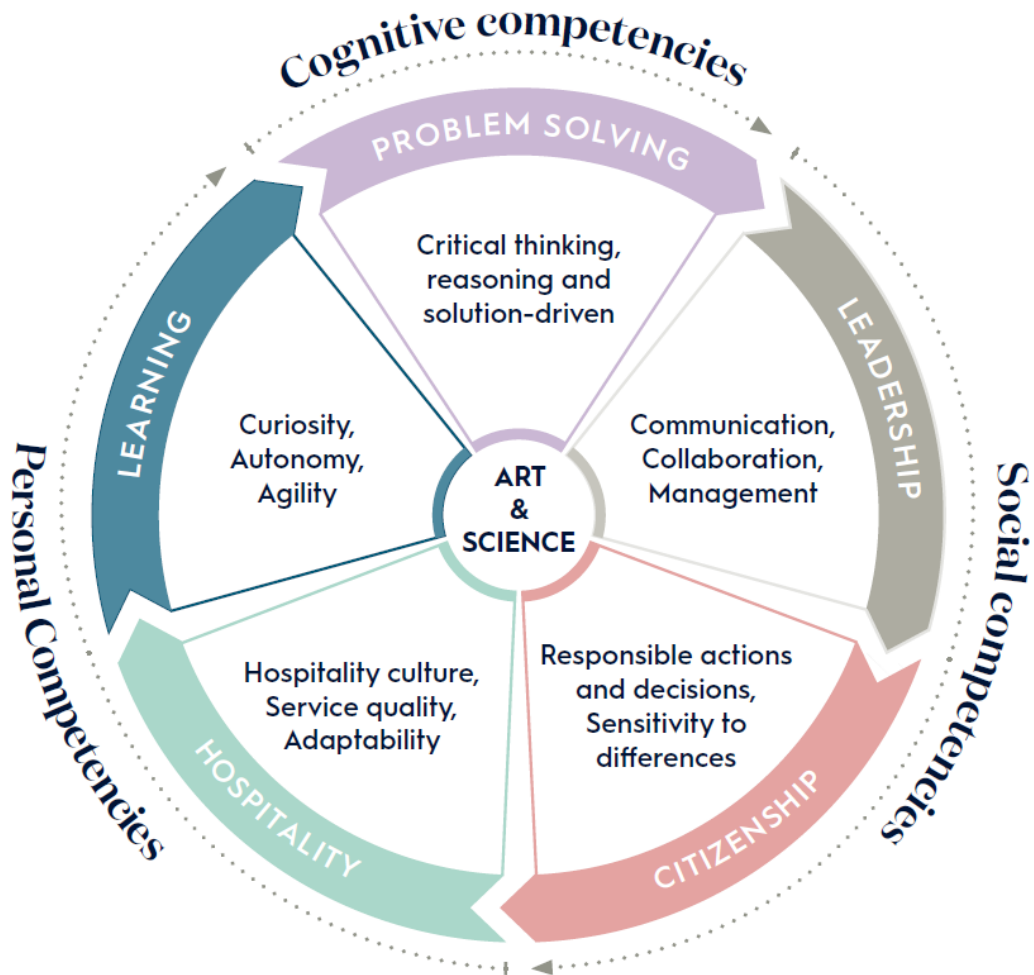 Cognitive competencies
PROBLEM SOLVING
Critical thinking,
reasoning and
solution-driven
LEADERSHIP
Communication,
Collaboration,
Management
Social competencies
CITIZENSHIP
Responsible actions
and decisions,
Sensitivity to
differences
HOSPITALITY
Hospitality culture,
Service quality,
Adaptability
Personal Competencies
LEARNING
Curiosity,
Autonomy,
Agility
ART
&
SCIENCE